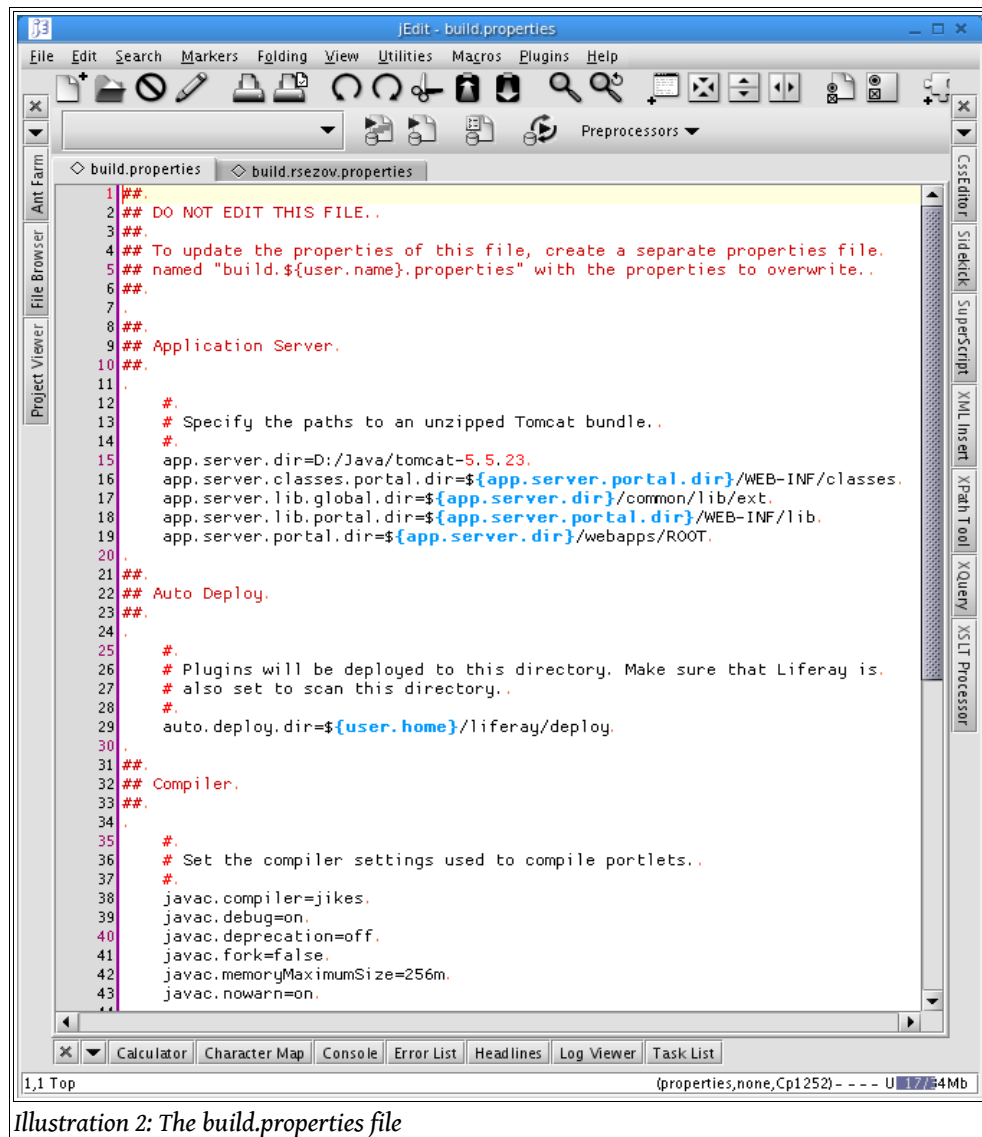 jEdit - build.properties
File Edit Search Markers Folding View Utilities Macros Plugins Help
Preprocessors
Ant Farm
File Browser
Project Viewer
build.properties build.rsezov.properties
1 ##.
2 ## DO NOT EDIT THIS FILE..
3 ##.
4 ## To update the properties of this file, create a separate properties file.
5 ## named "build.${user.name}.properties" with the properties to overwrite..
6 ##.
7 .
8 ##.
9 ## Application Server.
10 ##.
11 .
12 #.
13 # Specify the paths to an unzipped Tomcat bundle..
14 #.
15 app.server.dir=D:/Java/tomcat-5.5.23.
16 app.server.classes.portal.dir=${app.server.portal.dir}/WEB-INF/classes.
17 app.server.lib.global.dir=${app.server.dir}/common/lib/ext.
18 app.server.lib.portal.dir=${app.server.portal.dir}/WEB-INF/lib.
19 app.server.portal.dir=${app.server.dir}/webapps/ROOT.
20 .
21 ##.
22 ## Auto Deploy.
23 ##.
24 .
25 #.
26 # Plugins will be deployed to this directory. Make sure that Liferay is.
27 # also set to scan this directory..
28 #.
29 auto.deploy.dir=${user.home}/liferay/deploy.
30 .
31 ##.
32 ## Compiler.
33 ##.
34 .
35 #.
36 # Set the compiler settings used to compile portlets..
37 #.
38 javac.compiler=jikes.
39 javac.debug=on.
40 javac.deprecation=off.
41 javac.fork=false.
42 javac.memoryMaximumSize=256m.
43 javac.nowarn=on.
CssEditor
Sidekick
SuperScript
XML Insert
XPath Tool
XQuery
XSLT Processor
Calculator Character Map Console Error List Headlines Log Viewer Task List
1,1 Top (properties,none,Cp1252)- - - - U 17/34Mb
Illustration 2: The build.properties file